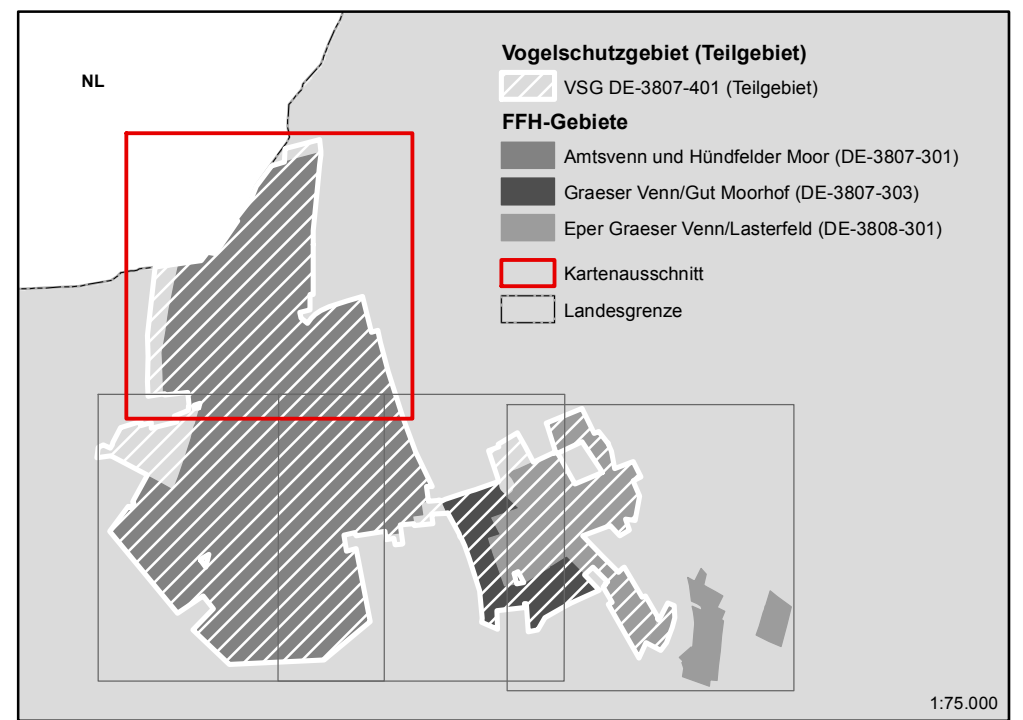 NL
Vogelschutzgebiet (Teilgebiet)
VSG DE-3807-401 (Teilgebiet)
FFH-Gebiete
Amtsvenn und Hündfelder Moor (DE-3807-301)
Graeser Venn/Gut Moorhof (DE-3807-303)
Eper Graeser Venn/Lasterfeld (DE-3808-301)
Kartenausschnitt
Landesgrenze
1:75.000